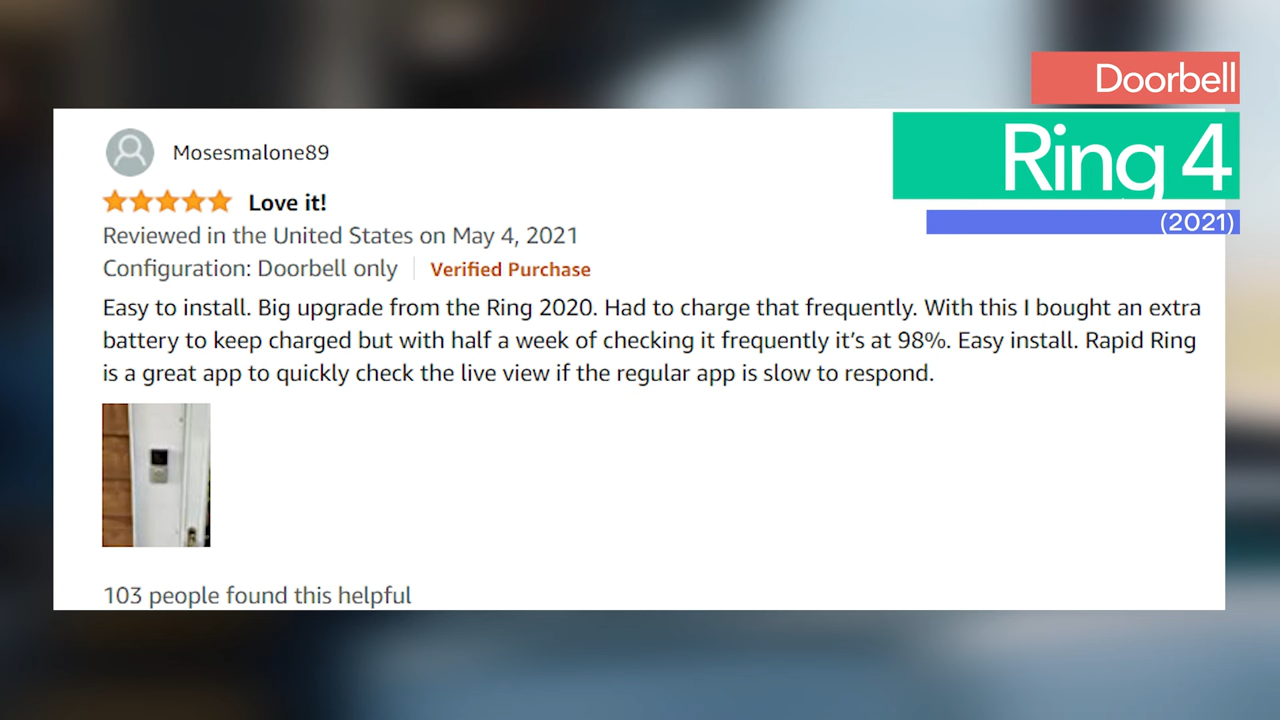 Doorbell
Ring 4
(2021)
Mosesmalone89
Love it!
Reviewed in the United States on May 4, 2021
Configuration: Doorbell only
Verified Purchase
Easy to install. Big upgrade from the Ring 2020. Had to charge that frequently. With this I bought an extra
battery to keep charged but with half a week of checking it frequently it’s at 98%. Easy install. Rapid Ring
is a great app to quickly check the live view if the regular app is slow to respond.
103 people found this helpful